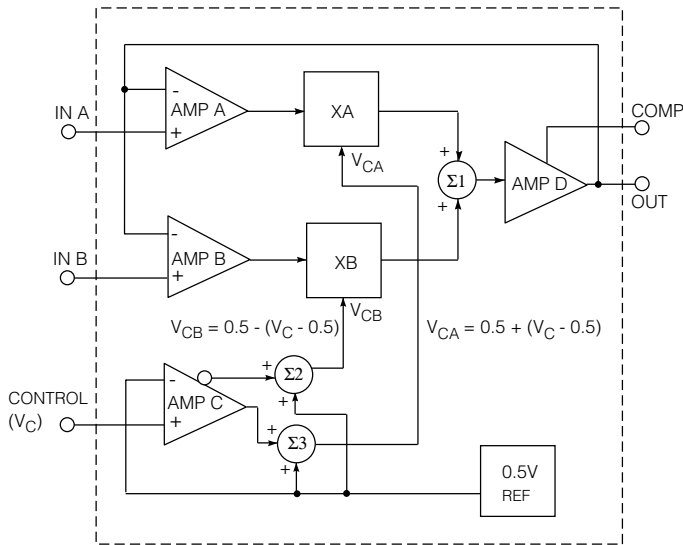 IN A
-
+
AMP A
XA
V_CA
+
+
Σ1
AMP D
COMP
OUT
IN B
-
+
AMP B
XB
V_CB
V_CB = 0.5 - (V_C - 0.5)
V_CA = 0.5 + (V_C - 0.5)
CONTROL
(V_C)
-
+
AMP C
+
+
Σ2
+
+
Σ3
0.5V
REF